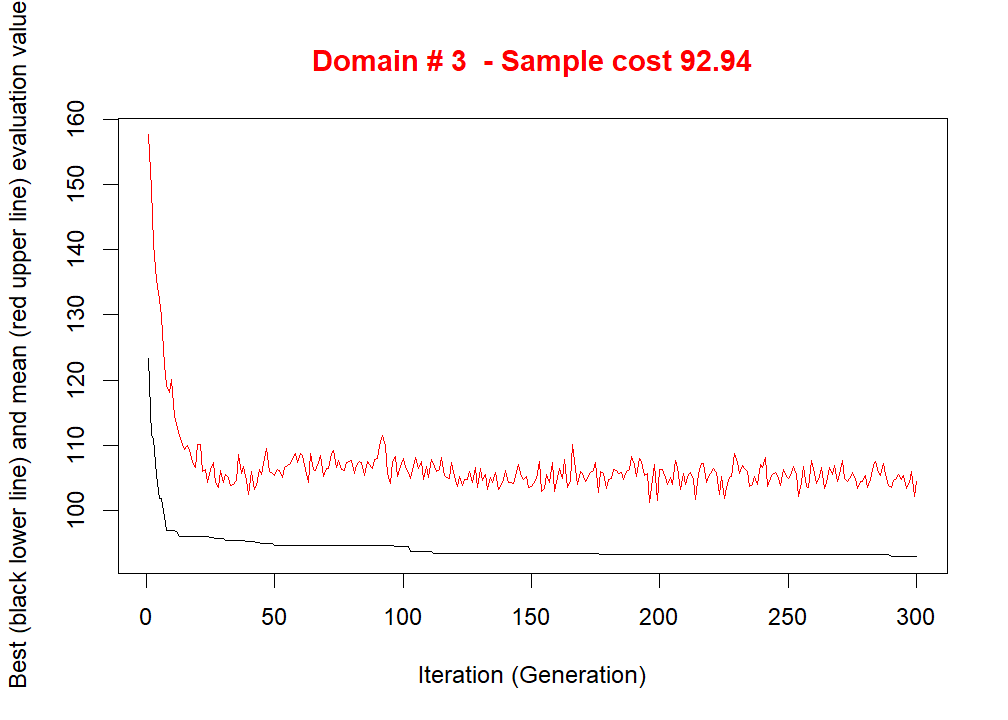 Domain # 3  - Sample cost 92.94
Best (black lower line) and mean (red upper line) evaluation value
160
150
140
130
120
110
100
0 50 100 150 200 250 300
Iteration (Generation)